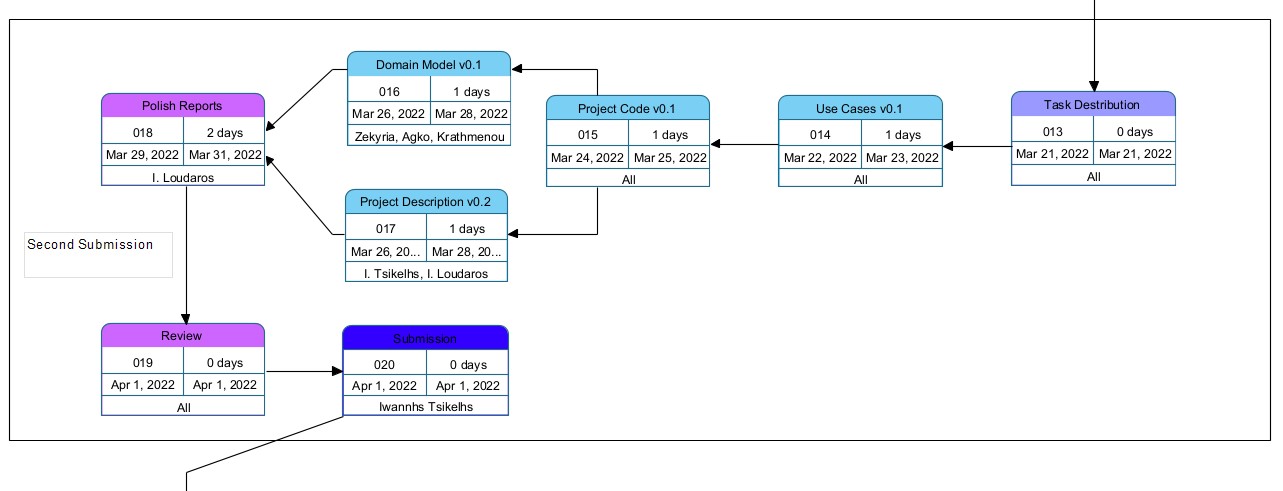 Domain Model v0.1
016 1 days
Mar 26, 2022 Mar 28, 2022
Zekyria, Agko, Krathmenou
Polish Reports
018 2 days
Mar 29, 2022 Mar 31, 2022
I. Loudaros
Project Code v0.1
015 1 days
Mar 24, 2022 Mar 25, 2022
All
Use Cases v0.1
014 1 days
Mar 22, 2022 Mar 23, 2022
All
Task Destribution
013 0 days
Mar 21, 2022 Mar 21, 2022
All
Project Description v0.2
017 1 days
Mar 26, 20... Mar 28, 20...
I. Tsikelhs, I. Loudaros
Second Submission
Review
019 0 days
Apr 1, 2022 Apr 1, 2022
All
Submission
020 0 days
Apr 1, 2022 Apr 1, 2022
Iwannhs Tsikelhs